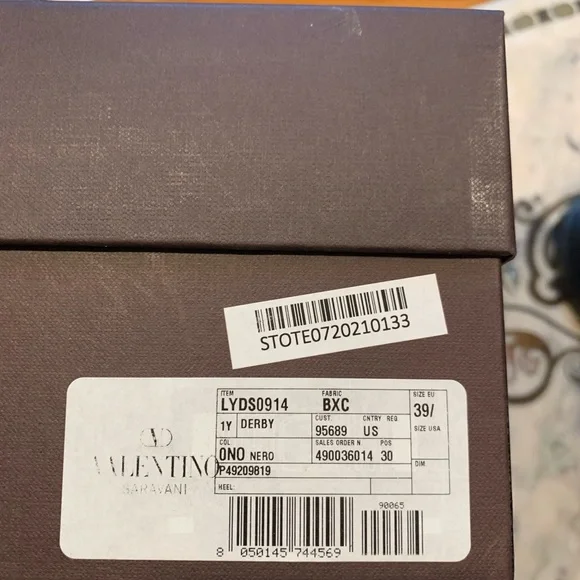 STOTE0720210133
VALENTINO
GARAVANI
ITEM FABRIC SIZE EU
LYDS0914 BXC 39/
1Y DERBY CUST. CNTRY REG SIZE USA
95689 US
COL SALES ORDER N POS
0NO NERO 490036014 30
P49209819 DIM
HEEL:
90065
8 050145 744569